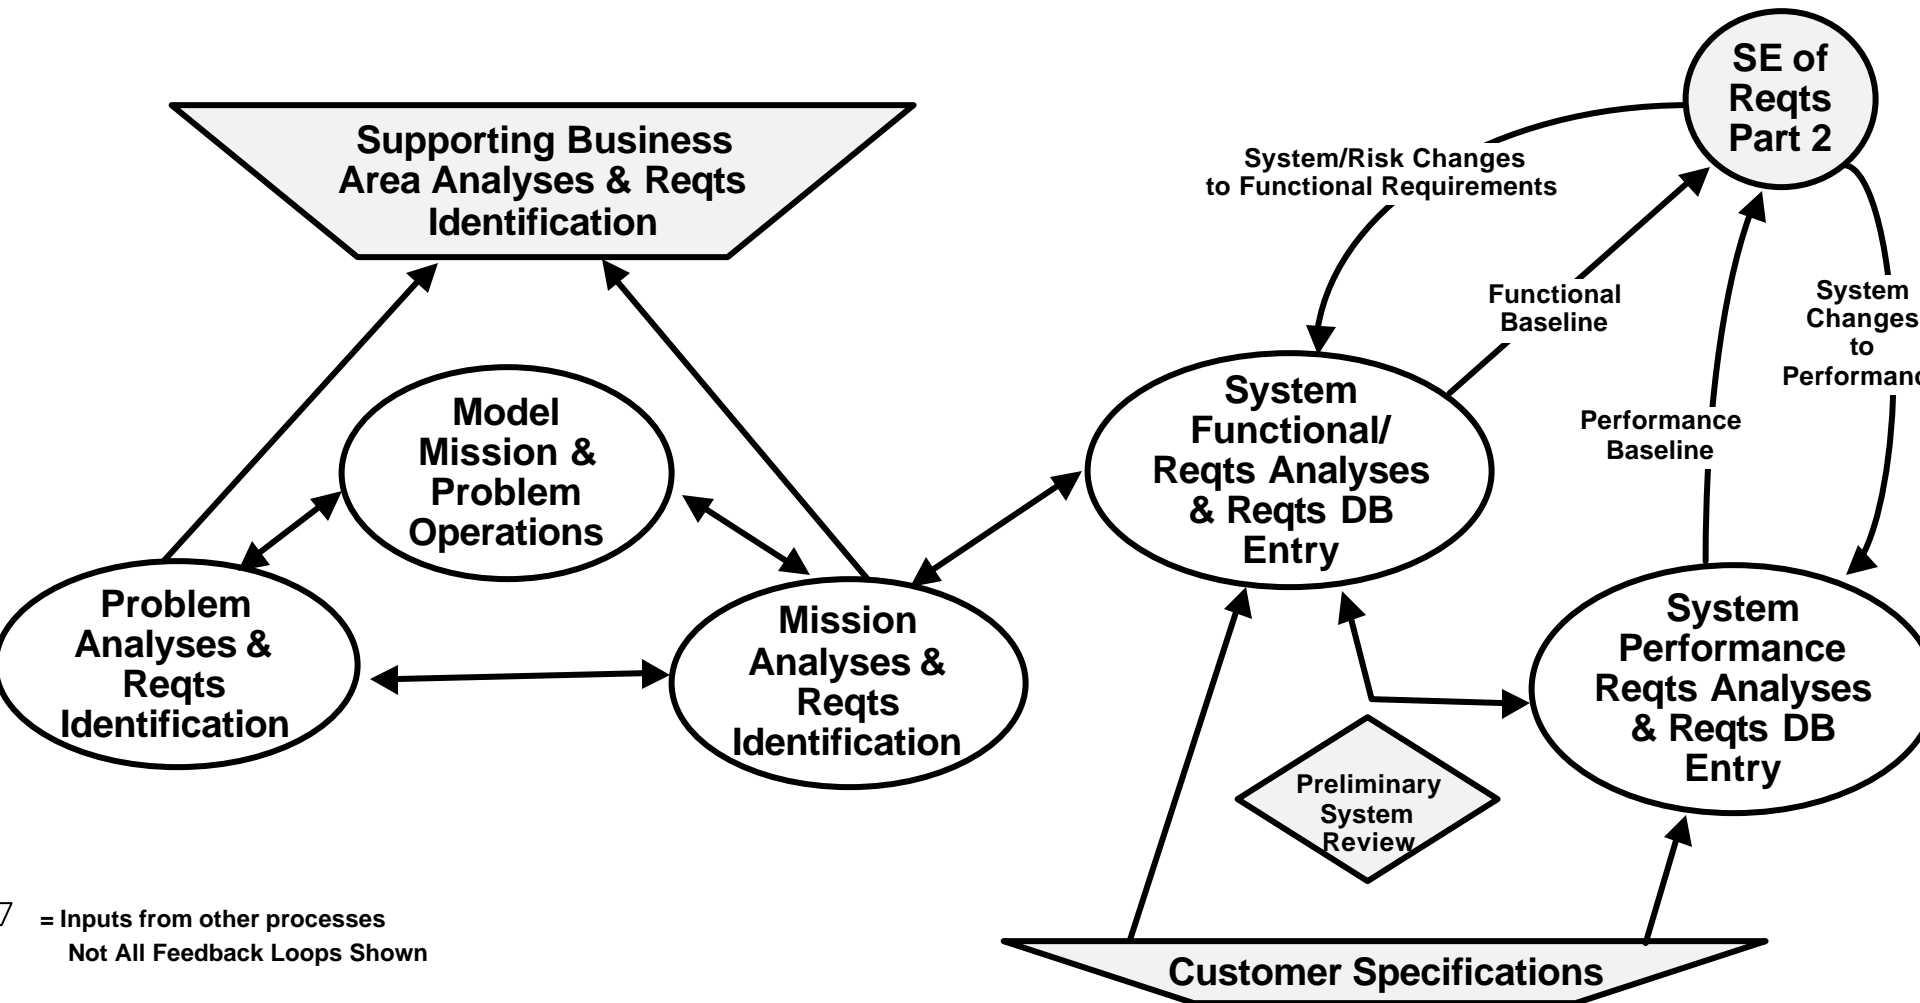 SE of
Reqts
Part 2
Supporting Business
Area Analyses & Reqts
Identification
System/Risk Changes
to Functional Requirements
Functional
Baseline
System
Changes
to
Performanc
Model
Mission &
Problem
Operations
System
Functional/
Reqts Analyses
& Reqts DB
Entry
Performance
Baseline
Problem
Analyses &
Reqts
Identification
Mission
Analyses &
Reqts
Identification
System
Performance
Reqts Analyses
& Reqts DB
Entry
Preliminary
System
Review
= Inputs from other processes
Not All Feedback Loops Shown
Customer Specifications